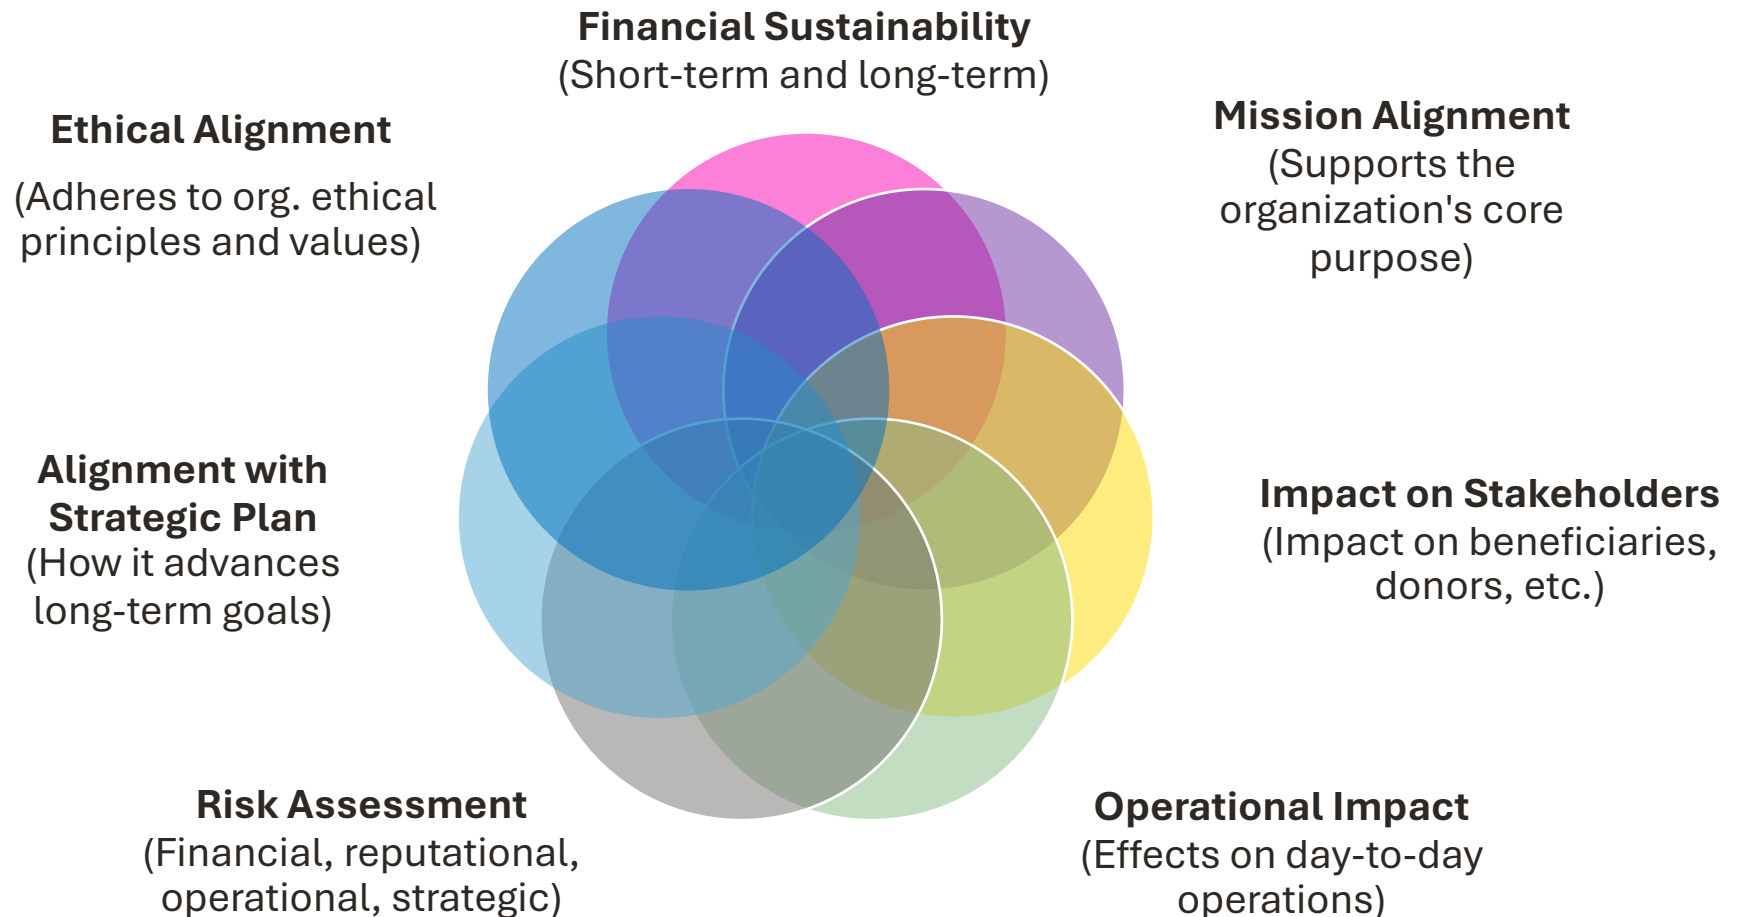 Financial Sustainability
(Short-term and long-term)
Ethical Alignment
(Adheres to org. ethical
principles and values)
Mission Alignment
(Supports the
organization's core
purpose)
Alignment with
Strategic Plan
(How it advances
long-term goals)
Impact on Stakeholders
(Impact on beneficiaries,
donors, etc.)
Risk Assessment
(Financial, reputational,
operational, strategic)
Operational Impact
(Effects on day-to-day
operations)